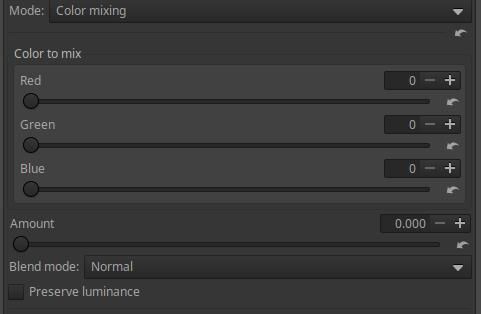 Mode: Color mixing
Color to mix
Red 0
Green 0
Blue 0
Amount 0.000
Blend mode: Normal
Preserve luminance